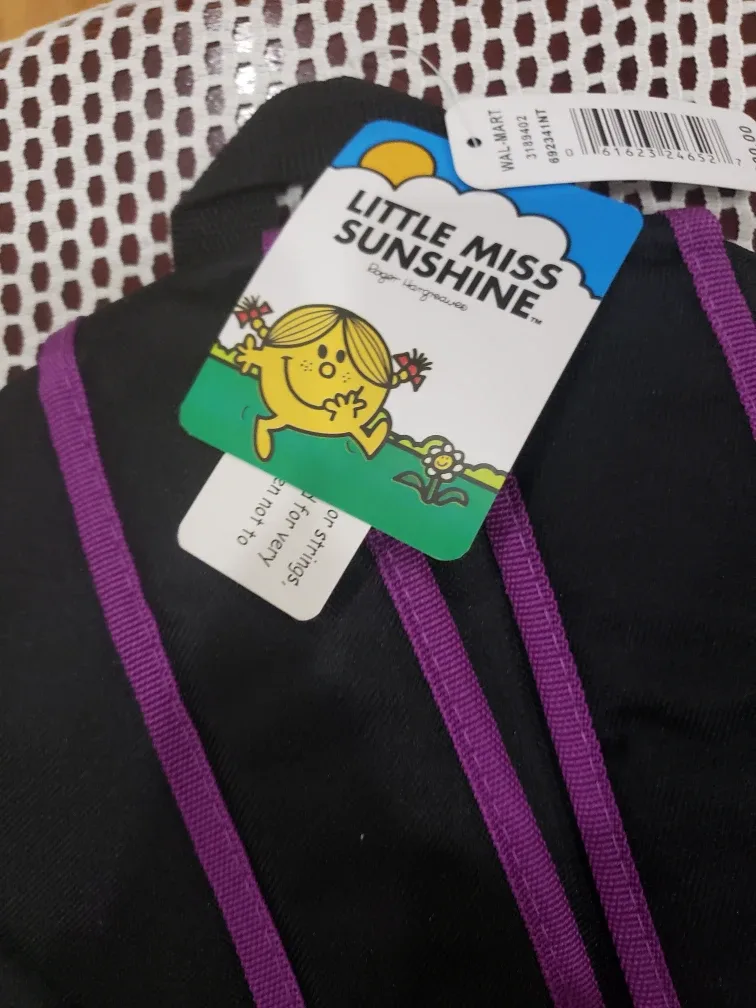 WAL-MART
3189402
692341NT
0 61623 24652 7
LITTLE MISS
SUNSHINE™
Roger Hargreaves
or strings,
for very
en not to